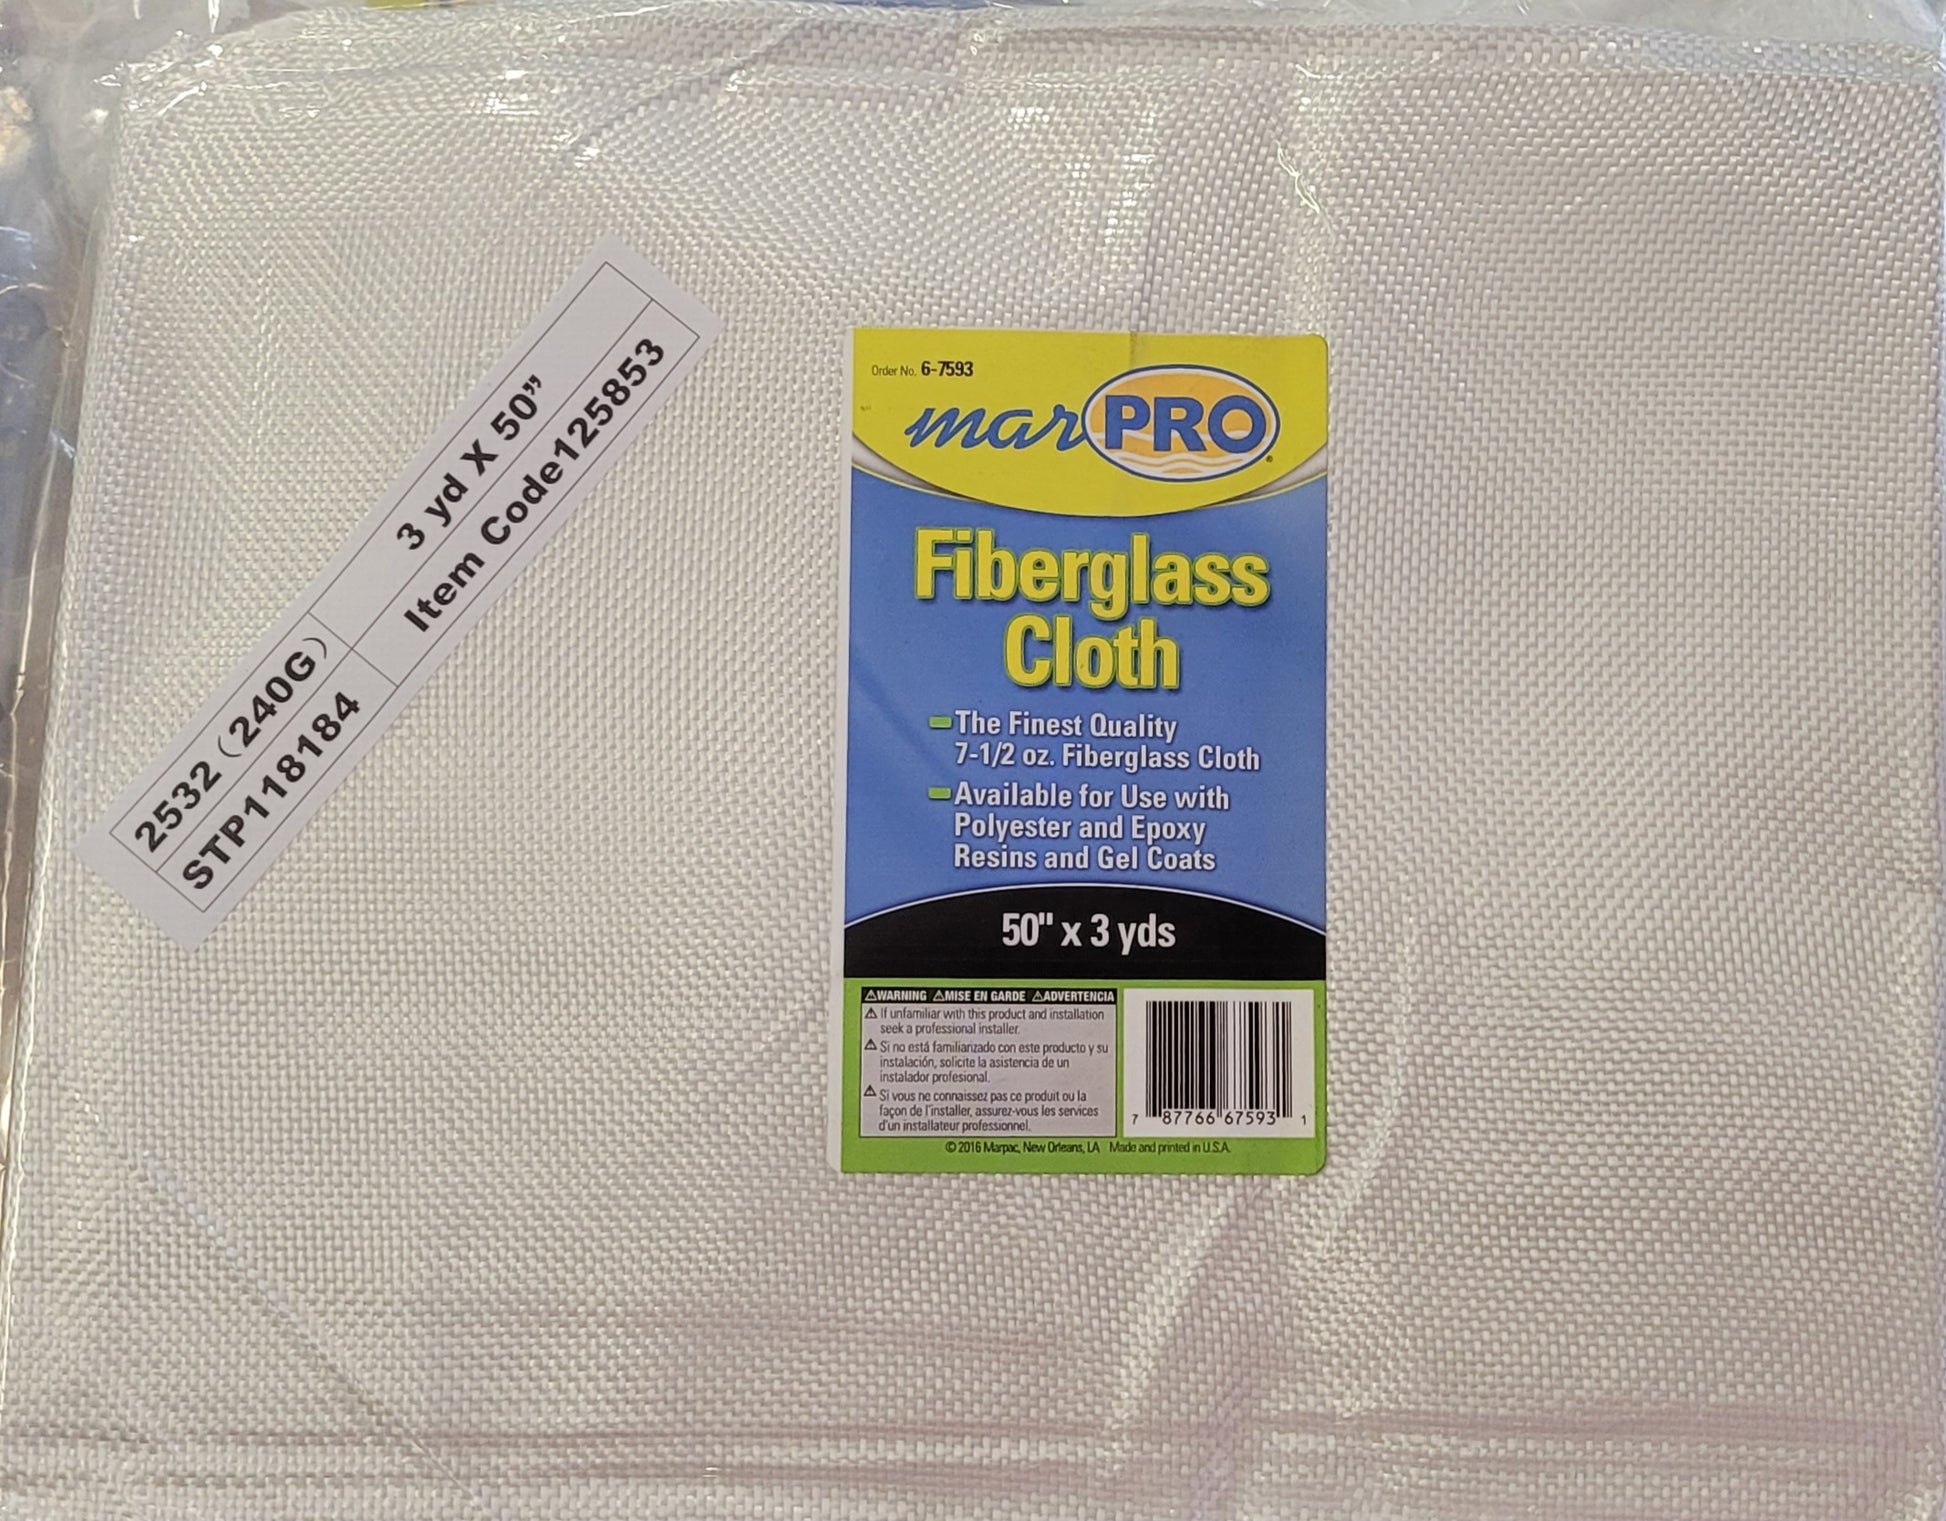 2532（240G） 3 yd X 50”
STP118184 Item Code125853
Order No. 6-7593
marPRO®
Fiberglass
Cloth
The Finest Quality
7-1/2 oz. Fiberglass Cloth
Available for Use with
Polyester and Epoxy
Resins and Gel Coats
50" x 3 yds
⚠WARNING ⚠MISE EN GARDE ⚠ADVERTENCIA
⚠ If unfamiliar with this product and installation
seek a professional installer.
⚠ Si no está familiarizado con este producto y su
instalación, solicite la asistencia de un
instalador profesional.
⚠ Si vous ne connaissez pas ce produit ou la
façon de l'installer, assurez-vous les services
d'un installateur professionnel.
7 87766 67593 1
© 2016 Marpac, New Orleans, LA Made and printed in U.S.A.